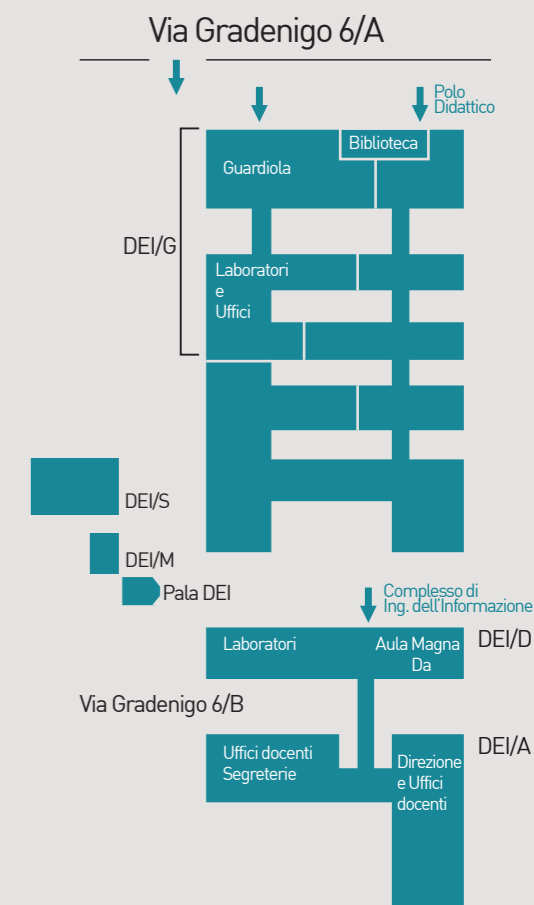 Via Gradenigo 6/A
Polo
Didattico
Biblioteca
Guardiola
DEI/G
Laboratori
e
Uffici
DEI/S
DEI/M
Pala DEI
Complesso di
Ing. dell'Informazione
Laboratori
Aula Magna
Da
DEI/D
Via Gradenigo 6/B
Uffici docenti
Segreterie
Direzione
e Uffici
docenti
DEI/A